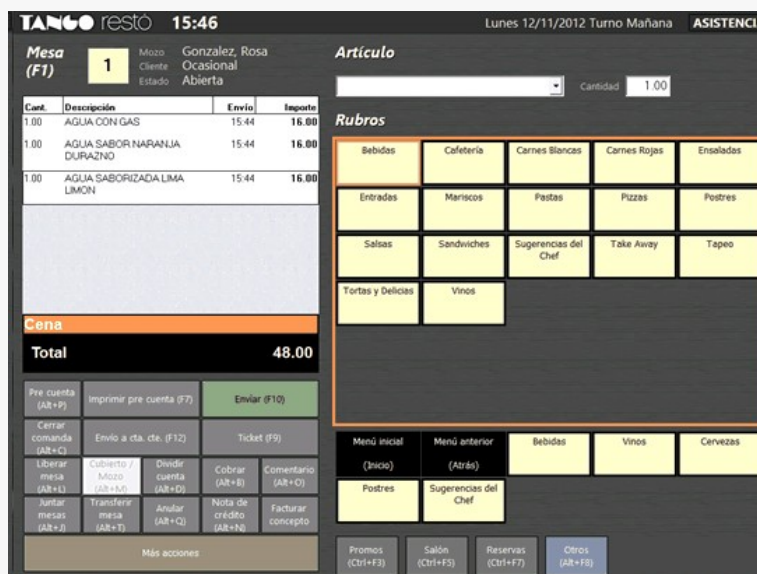 TANGO restó 15:46 Lunes 12/11/2012 Turno Mañana ASISTENCIA
Mesa
(F1)
1
Mozo Gonzalez, Rosa
Cliente Ocasional
Estado Abierta
Cant. Descripción Envío Importe
1.00 AGUA CON GAS 15:44 16.00
1.00 AGUA SABOR NARANJA 15:44 16.00
DURAZNO
1.00 AGUA SABORIZADA LIMA 15:44 16.00
LIMON
Cena
Total 48.00
Pre cuenta
(Alt+P)
Imprimir pre cuenta (F7)
Enviar (F10)
Cerrar
comanda
(Alt+C)
Envío a cta. cte. (F12)
Ticket (F9)
Liberar
mesa
(Alt+L)
Cubierto /
Mozo
(Alt+M)
Dividir
cuenta
(Alt+D)
Cobrar
(Alt+B)
Comentario
(Alt+O)
Juntar
mesas
(Alt+J)
Transferir
mesa
(Alt+T)
Anular
(Alt+Q)
Nota de
crédito
(Alt+N)
Facturar
concepto
Más acciones
Artículo
Cantidad 1.00
Rubros
Bebidas Cafetería Carnes Blancas Carnes Rojas Ensaladas
Entradas Mariscos Pastas Pizzas Postres
Salsas Sandwiches Sugerencias del Take Away Tapeo
Chef
Tortas y Delicias Vinos
Menú inicial Menú anterior Bebidas Vinos Cervezas
(Inicio) (Atrás)
Postres Sugerencias del
Chef
Promos Salón Reservas Otros
(Ctrl+F3) (Ctrl+F5) (Ctrl+F7) (Alt+F8)